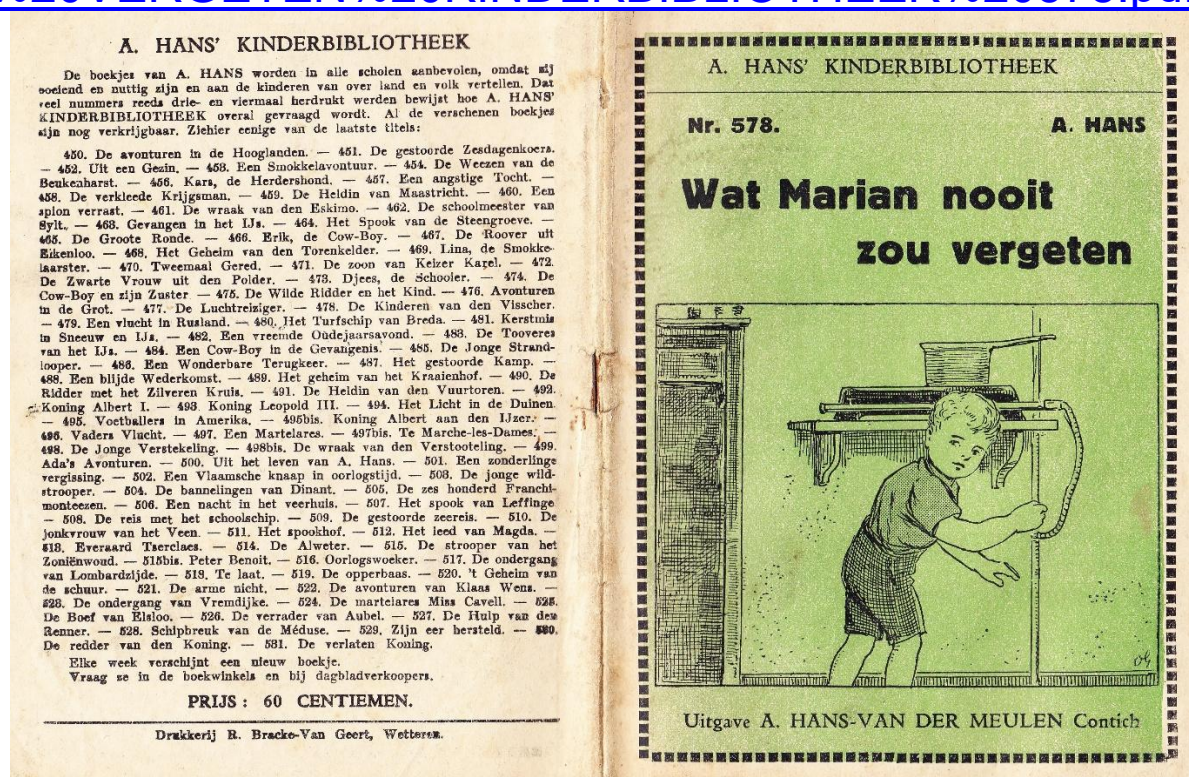 %20VERGETEN%20KINDERBIBLIOTHEEK%20578.pdf
A. HANS' KINDERBIBLIOTHEEK
De boekjes van A. HANS worden in alle scholen aanbevolen, omdat zij
boeiend en nuttig zijn en aan de kinderen van over land en volk vertellen. Dat
veel nummers reeds drie- en viermaal herdrukt werden bewijst hoe A. HANS'
KINDERBIBLIOTHEEK overal gevraagd wordt. Al de verschenen boekjes
zijn nog verkrijgbaar. Ziehier eenige van de laatste titels:
450. De avonturen in de Hooglanden. — 451. De gestoorde Zesdagenkoers.
— 452. Uit een Gezin. — 453. Een Smokkelavontuur. — 454. De Weezen van de
Beukenharst. — 456. Kars, de Herdershond. — 457. Een angstige Tocht. —
458. De verkleede Krijgsman. — 459. De Heldin van Maastricht. — 460. Een
spion verrast. — 461. De wraak van den Eskimo. — 462. De schoolmeester van
Sylt. — 463. Gevangen in het IJs. — 464. Het Spook van de Steengroeve. —
465. De Groote Ronde. — 466. Erik, de Cow-Boy. — 467. De Roover uit
Eikenloo. — 468. Het Geheim van den Torenkelder. — 469. Lina, de Smokke-
laarster. — 470. Tweemaal Gered. — 471. De zoon van Keizer Karel. — 472.
De Zwarte Vrouw uit den Polder. — 473. Djees, de Schooier. — 474. De
Cow-Boy en zijn Zuster — 475. De Wilde Ridder en het Kind. — 476. Avonturen
in de Grot. — 477. De Luchtreiziger. — 478. De Kinderen van den Visscher.
— 479. Een vlucht in Rusland. — 480. Het Turfschip van Breda. — 481. Kerstmis
in Sneeuw en IJs. — 482. Een vreemde Oudejaarsavond. — 483. De Tooveres
van het IJs. — 484. Een Cow-Boy in de Gevangenis. — 485. De Jonge Strand-
looper. — 486. Een Wonderbare Terugkeer. — 487. Het gestoorde Kamp. —
488. Een blijde Wederkomst. — 489. Het geheim van het Kraaienhof. — 490. De
Ridder met het Zilveren Kruis. — 491. De Heldin van den Vuurtoren. — 492.
Koning Albert I. — 493. Koning Leopold III. — 494. Het Licht in de Duinen.
— 495. Voetballers in Amerika. — 495bis. Koning Albert aan den IJzer. —
496. Vaders Vlucht. — 497. Een Martelares. — 497bis. Te Marche-les-Dames. —
498. De Jonge Verstekeling. — 498bis. De wraak van den Verstooteling. — 499.
Ada's Avonturen. — 500. Uit het leven van A. Hans. — 501. Een zonderlinge
vergissing. — 502. Een Vlaamsche knaap in oorlogstijd. — 503. De jonge wild-
strooper. — 504. De bannelingen van Dinant. — 505. De zes honderd Franchi-
monteezen. — 506. Een nacht in het veerhuis. — 507. Het spook van Leffinge
— 508. De reis met het schoolschip. — 509. De gestoorde zeereis. — 510. De
jonkvrouw van het Veen. — 511. Het spookhof. — 512. Het leed van Magda. —
513. Everaard Tserclaes. — 514. De Alweter. — 515. De strooper van het
Zoniënwoud. — 515bis. Peter Benoit. — 516. Oorlogswoeker. — 517. De ondergang
van Lombardzijde. — 518. Te laat. — 519. De opperbaas. — 520. 't Geheim van
de schuur. — 521. De arme nicht. — 522. De avonturen van Klaas Wens. —
523. De ondergang van Vremdijke. — 524. De martelares Miss Cavell. — 525.
De Boef van Elsloo. — 526. De verrader van Aubel. — 527. De Hulp van den
Renner. — 528. Schipbreuk van de Méduse. — 529. Zijn eer hersteld. — 530.
De redder van den Koning. — 531. De verlaten Koning.
Elke week verschijnt een nieuw boekje.
Vraag ze in de boekwinkels en bij dagbladverkoopers.
PRIJS : 60 CENTIEMEN.
Drukkerij R. Bracke-Van Geert, Wetteren.
A. HANS' KINDERBIBLIOTHEEK
Nr. 578. A. HANS
Wat Marian nooit
zou vergeten
Uitgave A. HANS-VAN DER MEULEN Contich